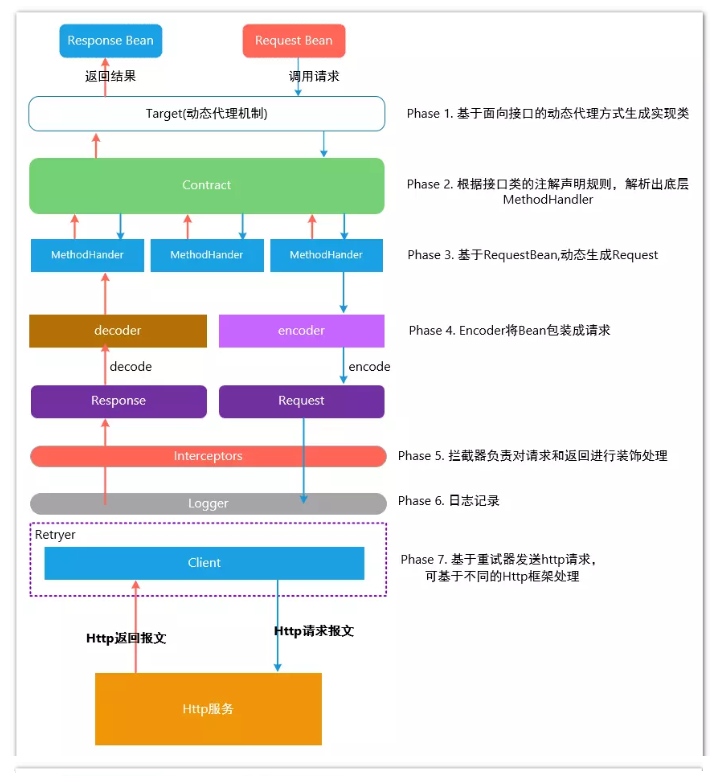 Response Bean
Request Bean
返回结果
调用请求
Target(动态代理机制)
Phase 1. 基于面向接口的动态代理方式生成实现类
Contract
Phase 2. 根据接口类的注解声明规则，解析出底层
MethodHandler
MethodHander
MethodHander
MethodHander
Phase 3. 基于RequestBean,动态生成Request
decoder
encoder
Phase 4. Encoder将Bean包装成请求
decode
encode
Response
Request
Interceptors
Phase 5. 拦截器负责对请求和返回进行装饰处理
Logger
Phase 6. 日志记录
Retryer
Client
Phase 7. 基于重试器发送http请求，
可基于不同的Http框架处理
Http返回报文
Http请求报文
Http服务